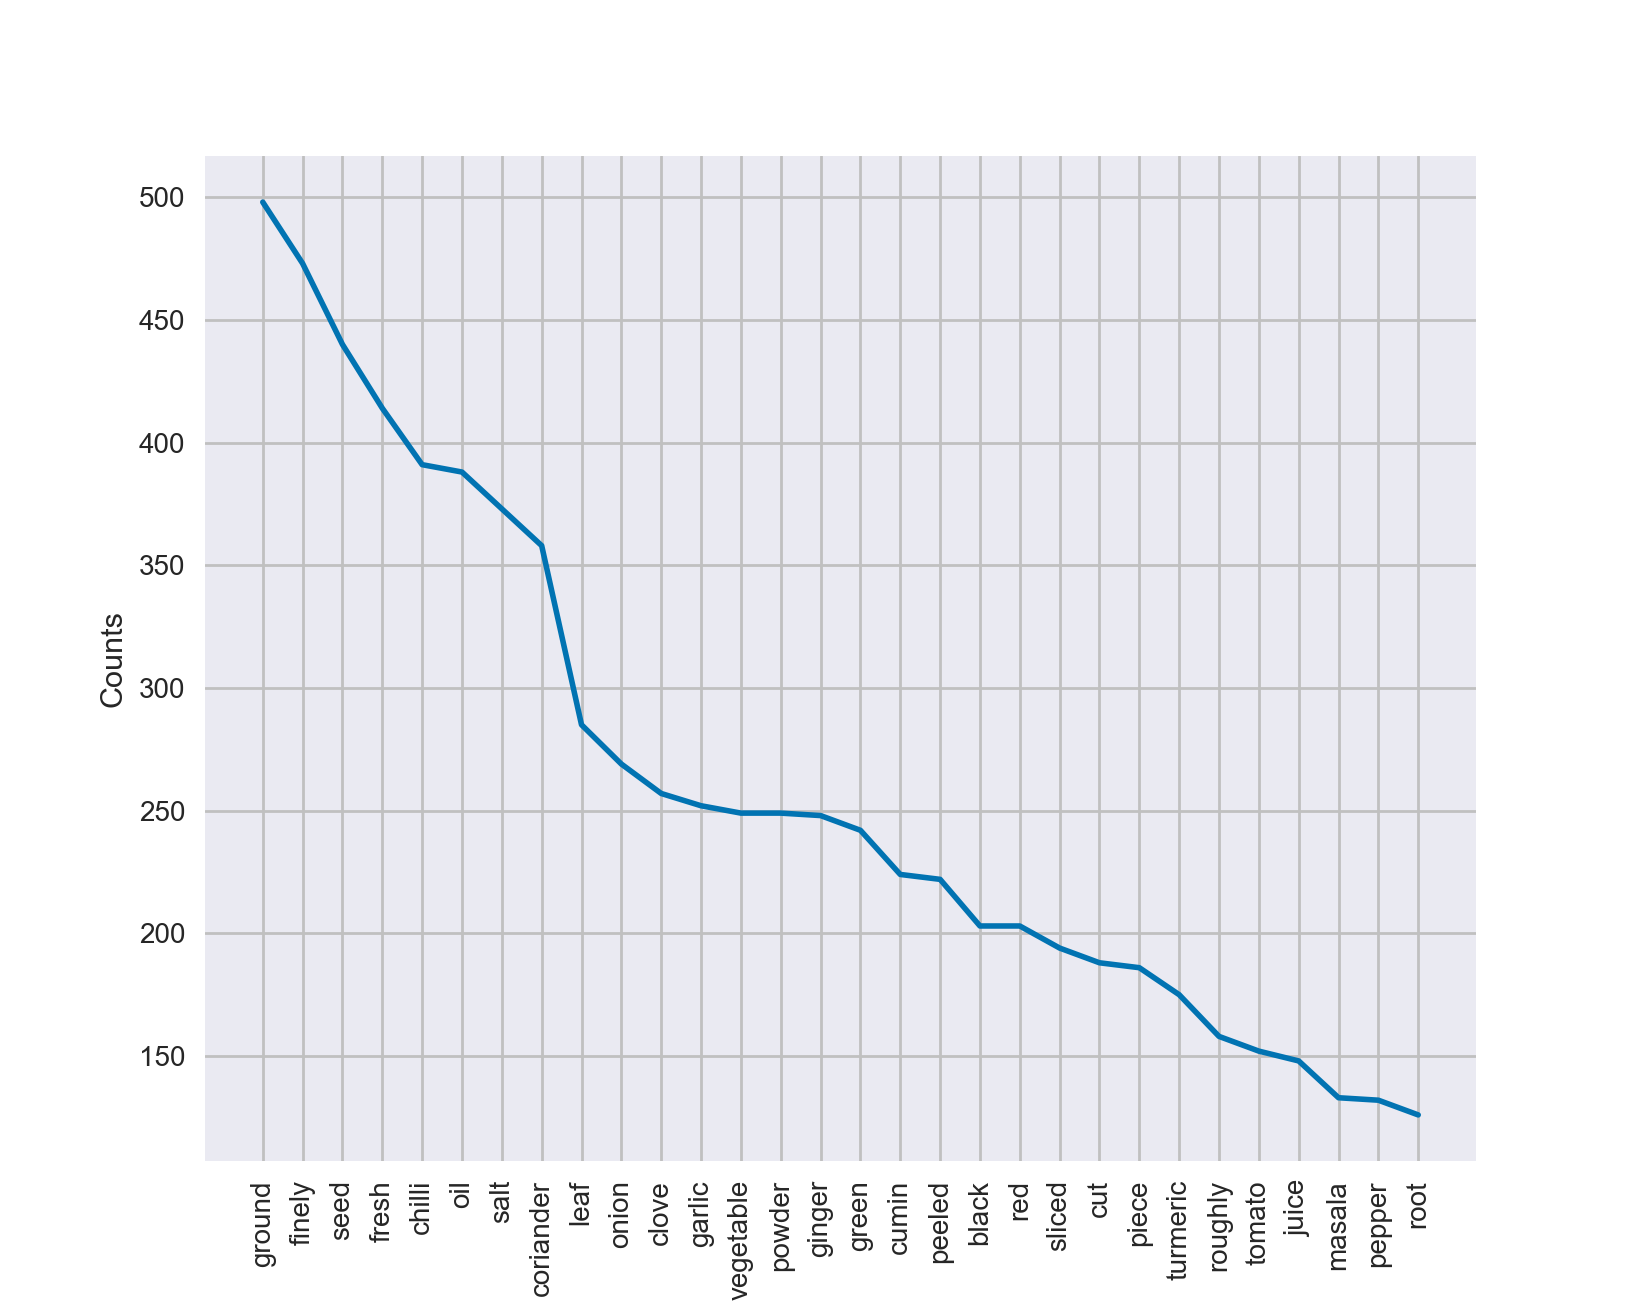 500
450
400
350
300
250
200
150
Counts
ground
finely
seed
fresh
chilli
oil
salt
coriander
leaf
onion
clove
garlic
vegetable
powder
ginger
green
cumin
peeled
black
red
sliced
cut
piece
turmeric
roughly
tomato
juice
masala
pepper
root